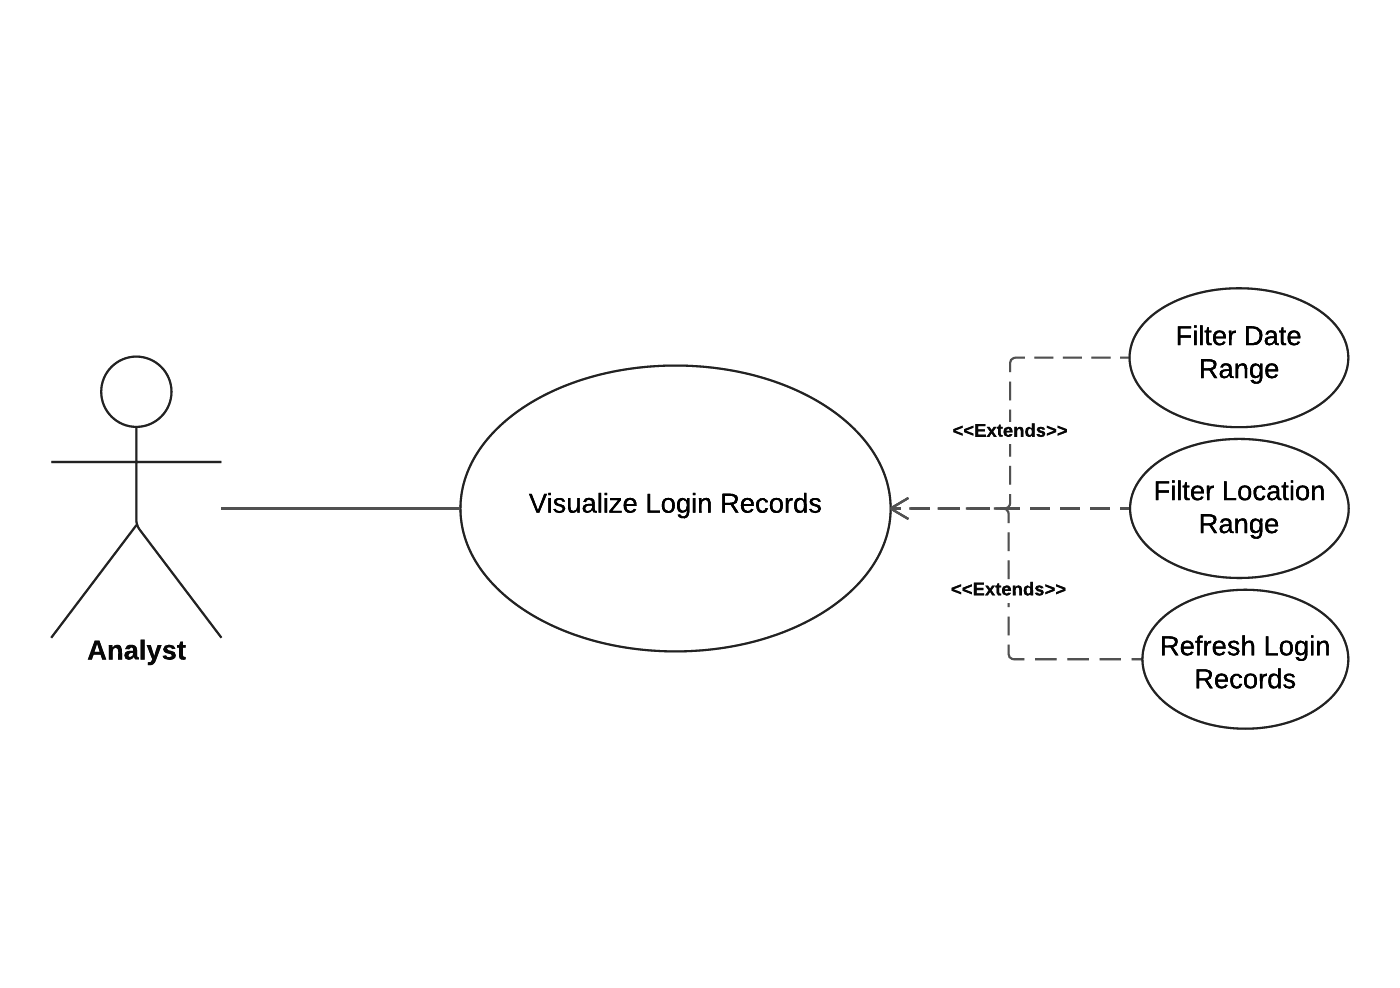 Analyst
Visualize Login Records
<<Extends>>
<<Extends>>
Filter Date
Range
Filter Location
Range
Refresh Login
Records